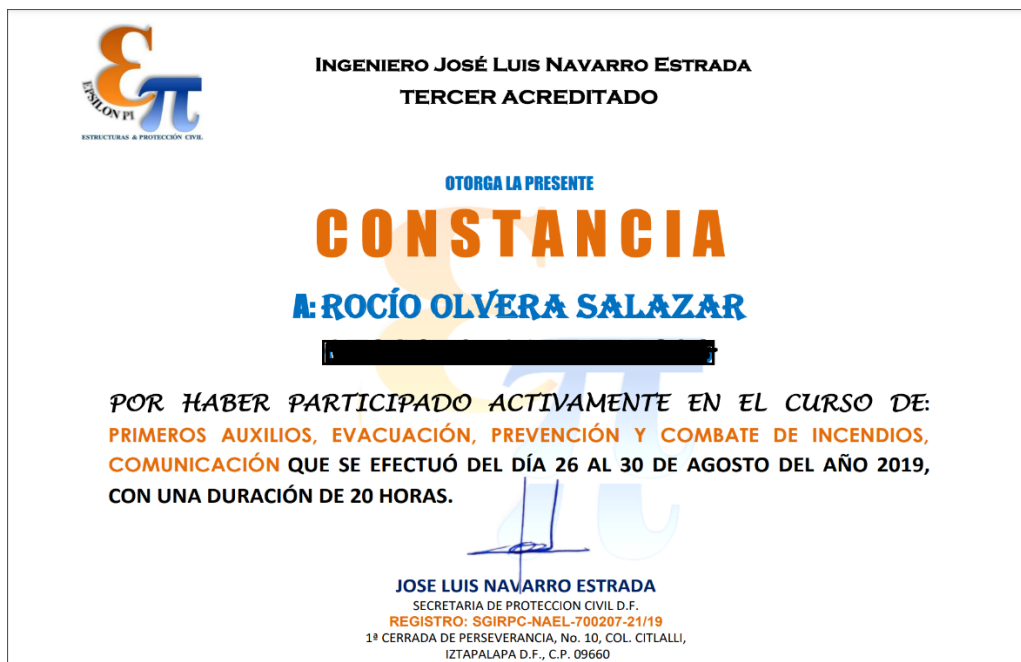 επ
EPSILON PI
ESTRUCTURAS & PROTECCIÓN CIVIL
INGENIERO JOSÉ LUIS NAVARRO ESTRADA
TERCER ACREDITADO
OTORGA LA PRESENTE
CONSTANCIA
A: ROCÍO OLVERA SALAZAR
POR HABER PARTICIPADO ACTIVAMENTE EN EL CURSO DE:
PRIMEROS AUXILIOS, EVACUACIÓN, PREVENCIÓN Y COMBATE DE INCENDIOS,
COMUNICACIÓN QUE SE EFECTUÓ DEL DÍA 26 AL 30 DE AGOSTO DEL AÑO 2019,
CON UNA DURACIÓN DE 20 HORAS.
JOSE LUIS NAVARRO ESTRADA
SECRETARIA DE PROTECCION CIVIL D.F.
REGISTRO: SGIRPC-NAEL-700207-21/19
1ª CERRADA DE PERSEVERANCIA, No. 10, COL. CITLALLI,
IZTAPALAPA D.F., C.P. 09660